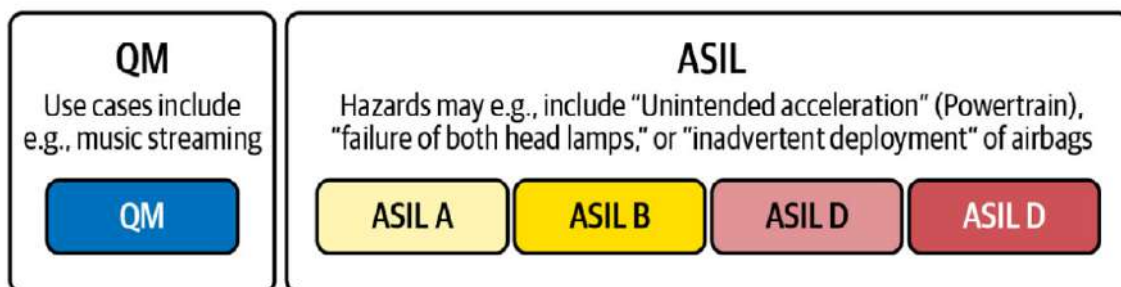 QM
Use cases include
e.g., music streaming
QM
ASIL
Hazards may e.g., include “Unintended acceleration” (Powertrain),
“failure of both head lamps,” or “inadvertent deployment“ of airbags
ASIL A
ASIL B
ASIL D
ASIL D